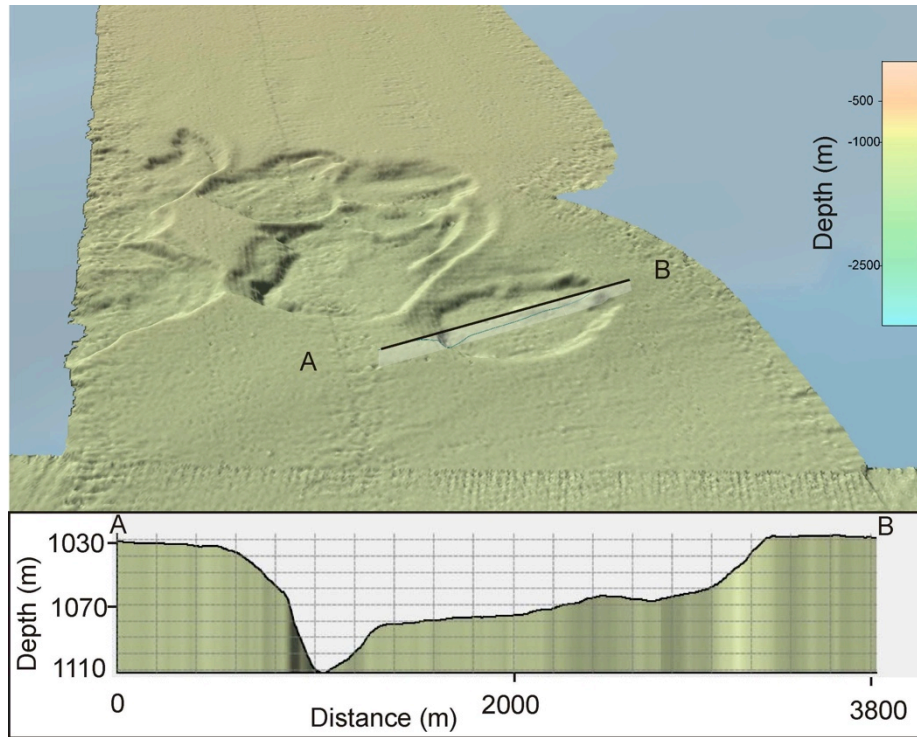 -500
-1000
Depth (m)
-2500
B
A
A
B
1030
1070
1110
Depth (m)
0
2000
3800
Distance (m)